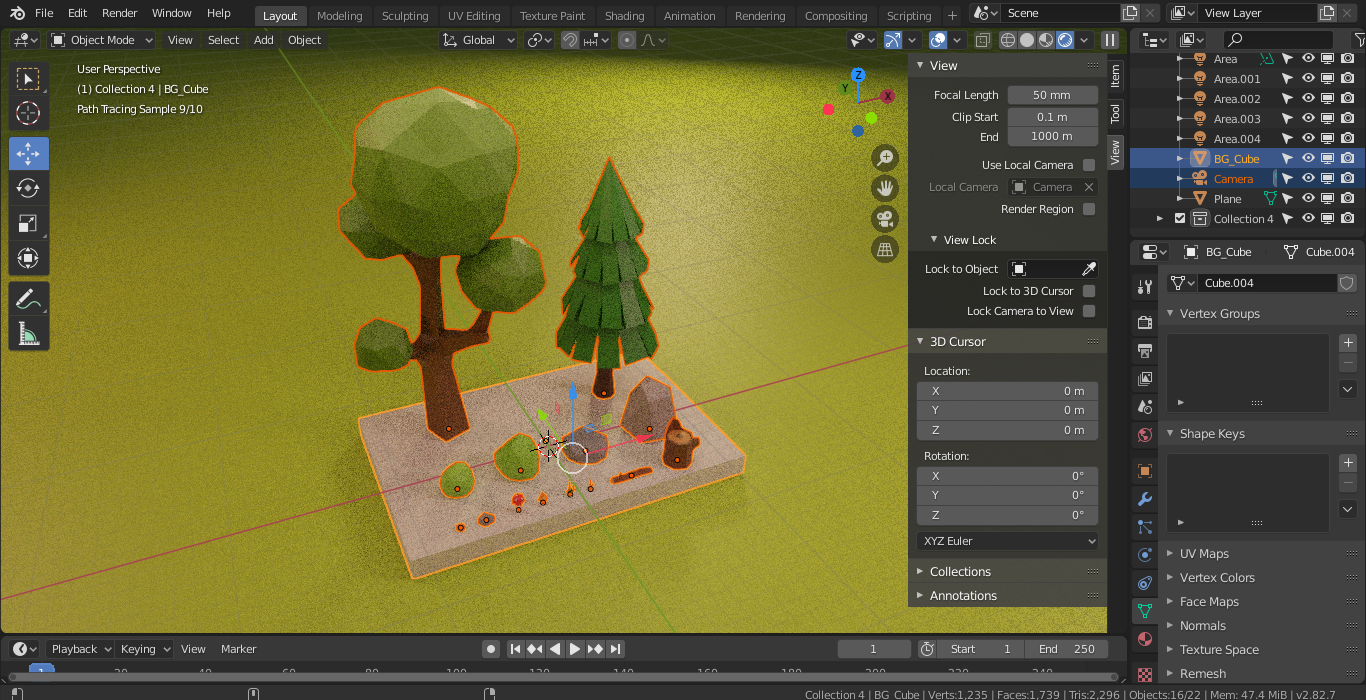 File Edit Render Window Help Layout Modeling Sculpting UV Editing Texture Paint Shading Animation Rendering Compositing Scripting + Scene View Layer
Object Mode View Select Add Object Global
User Perspective
(1) Collection 4 | BG_Cube
Path Tracing Sample 9/10
Z
Y
X
View
Focal Length 50 mm
Clip Start 0.1 m
End 1000 m
Use Local Camera
Local Camera Camera
Render Region
View Lock
Lock to Object
Lock to 3D Cursor
Lock Camera to View
3D Cursor
Location:
X 0 m
Y 0 m
Z 0 m
Rotation:
X 0°
Y 0°
Z 0°
XYZ Euler
Collections
Annotations
Item
Tool
View
Area
Area.001
Area.002
Area.003
Area.004
BG_Cube
Camera
Plane
Collection 4
BG_Cube Cube.004
Cube.004
Vertex Groups
Shape Keys
UV Maps
Vertex Colors
Face Maps
Normals
Texture Space
Remesh
Playback Keying View Marker 1 Start 1 End 250
1 20 40 60 80 100 120 140 160 180 200 220 240
Collection 4 | BG_Cube | Verts:1,235 | Faces:1,739 | Tris:2,296 | Objects:16/22 | Mem: 47.4 MiB | v2.82.7